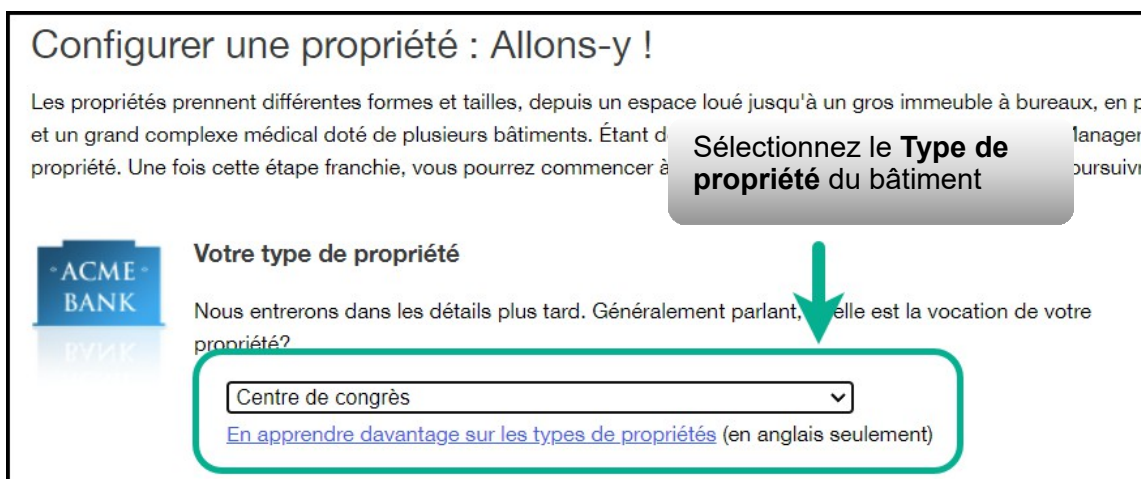 Configurer une propriété : Allons-y !
Les propriétés prennent différentes formes et tailles, depuis un espace loué jusqu'à un gros immeuble à bureaux, en p
et un grand complexe médical doté de plusieurs bâtiments. Étant d Manager
propriété. Une fois cette étape franchie, vous pourrez commencer à oursuivr
Sélectionnez le Type de
propriété du bâtiment
ACME
BANK
Votre type de propriété
Nous entrerons dans les détails plus tard. Généralement parlant, elle est la vocation de votre
propriété?
Centre de congrès
En apprendre davantage sur les types de propriétés (en anglais seulement)